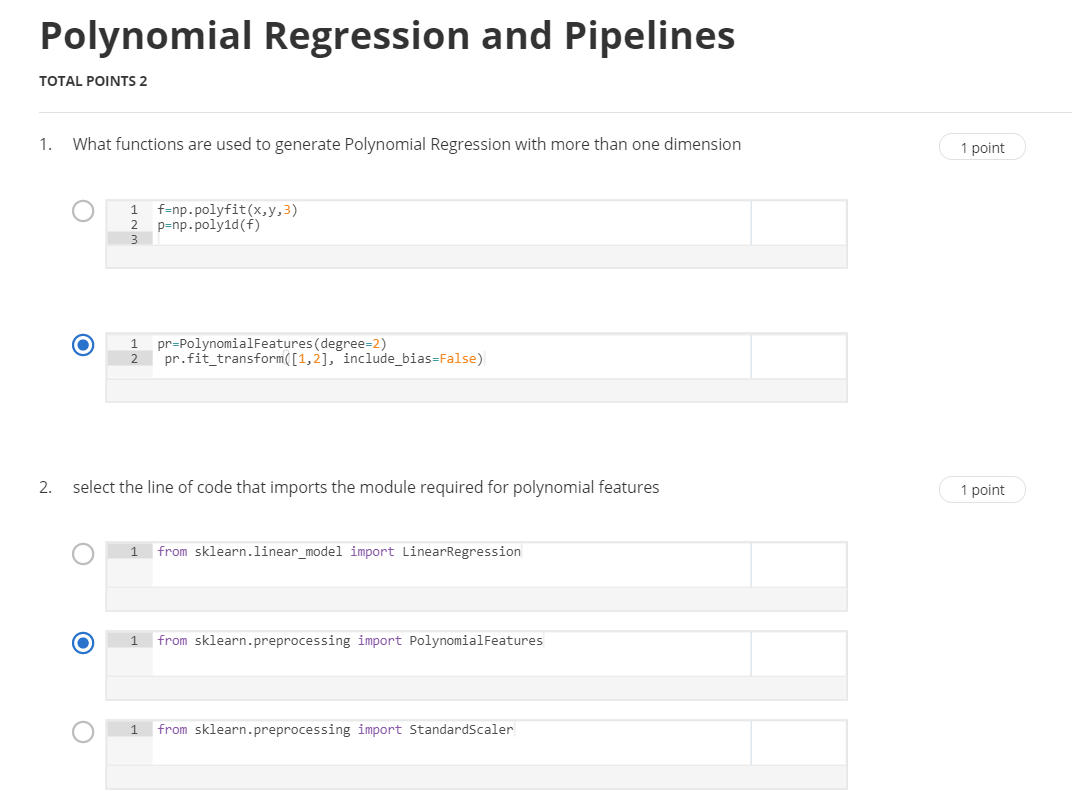 Polynomial Regression and Pipelines
TOTAL POINTS 2
1. What functions are used to generate Polynomial Regression with more than one dimension 1 point
1 f=np.polyfit(x,y,3)
2 p=np.poly1d(f)
3
1 pr=PolynomialFeatures(degree=2)
2 pr.fit_transform([1,2], include_bias=False)
2. select the line of code that imports the module required for polynomial features 1 point
1 from sklearn.linear_model import LinearRegression
1 from sklearn.preprocessing import PolynomialFeatures
1 from sklearn.preprocessing import StandardScaler